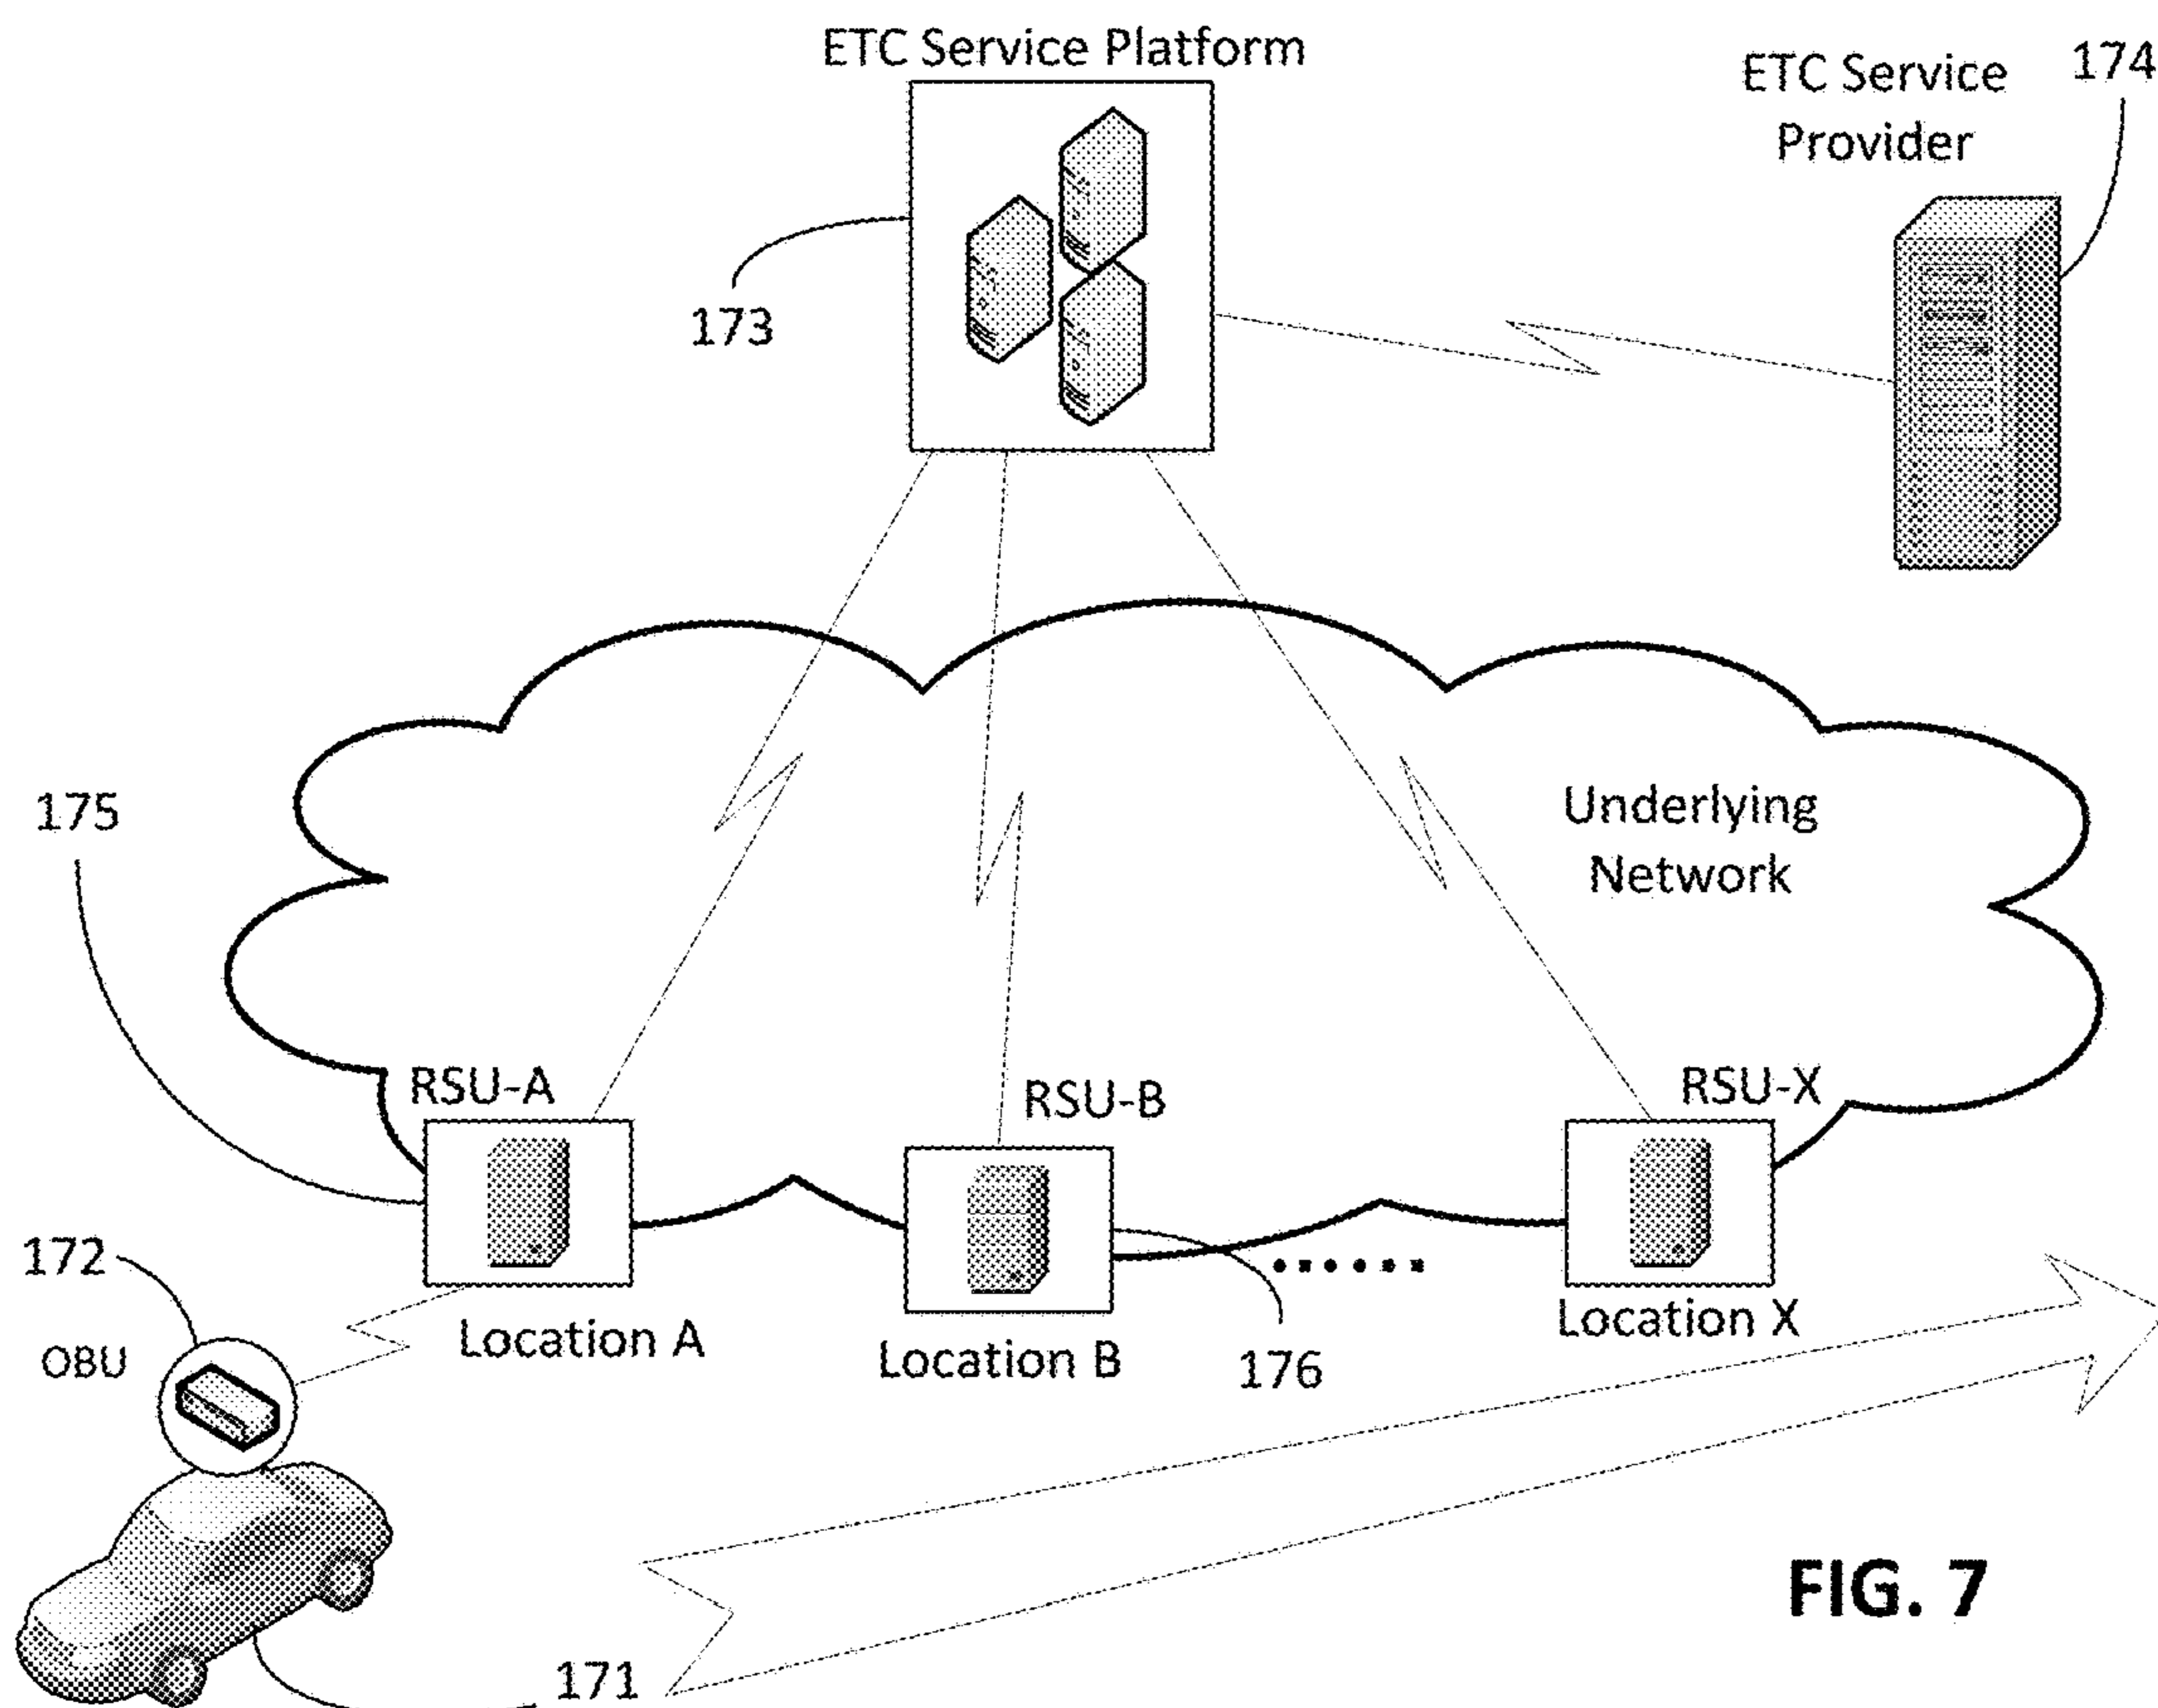 ETC Service Platform
ETC Service
Provider
174
173
175
Underlying
Network
RSU-A
RSU-B
RSU-X
172
OBU
Location A
Location B
Location X
176
171
FIG. 7